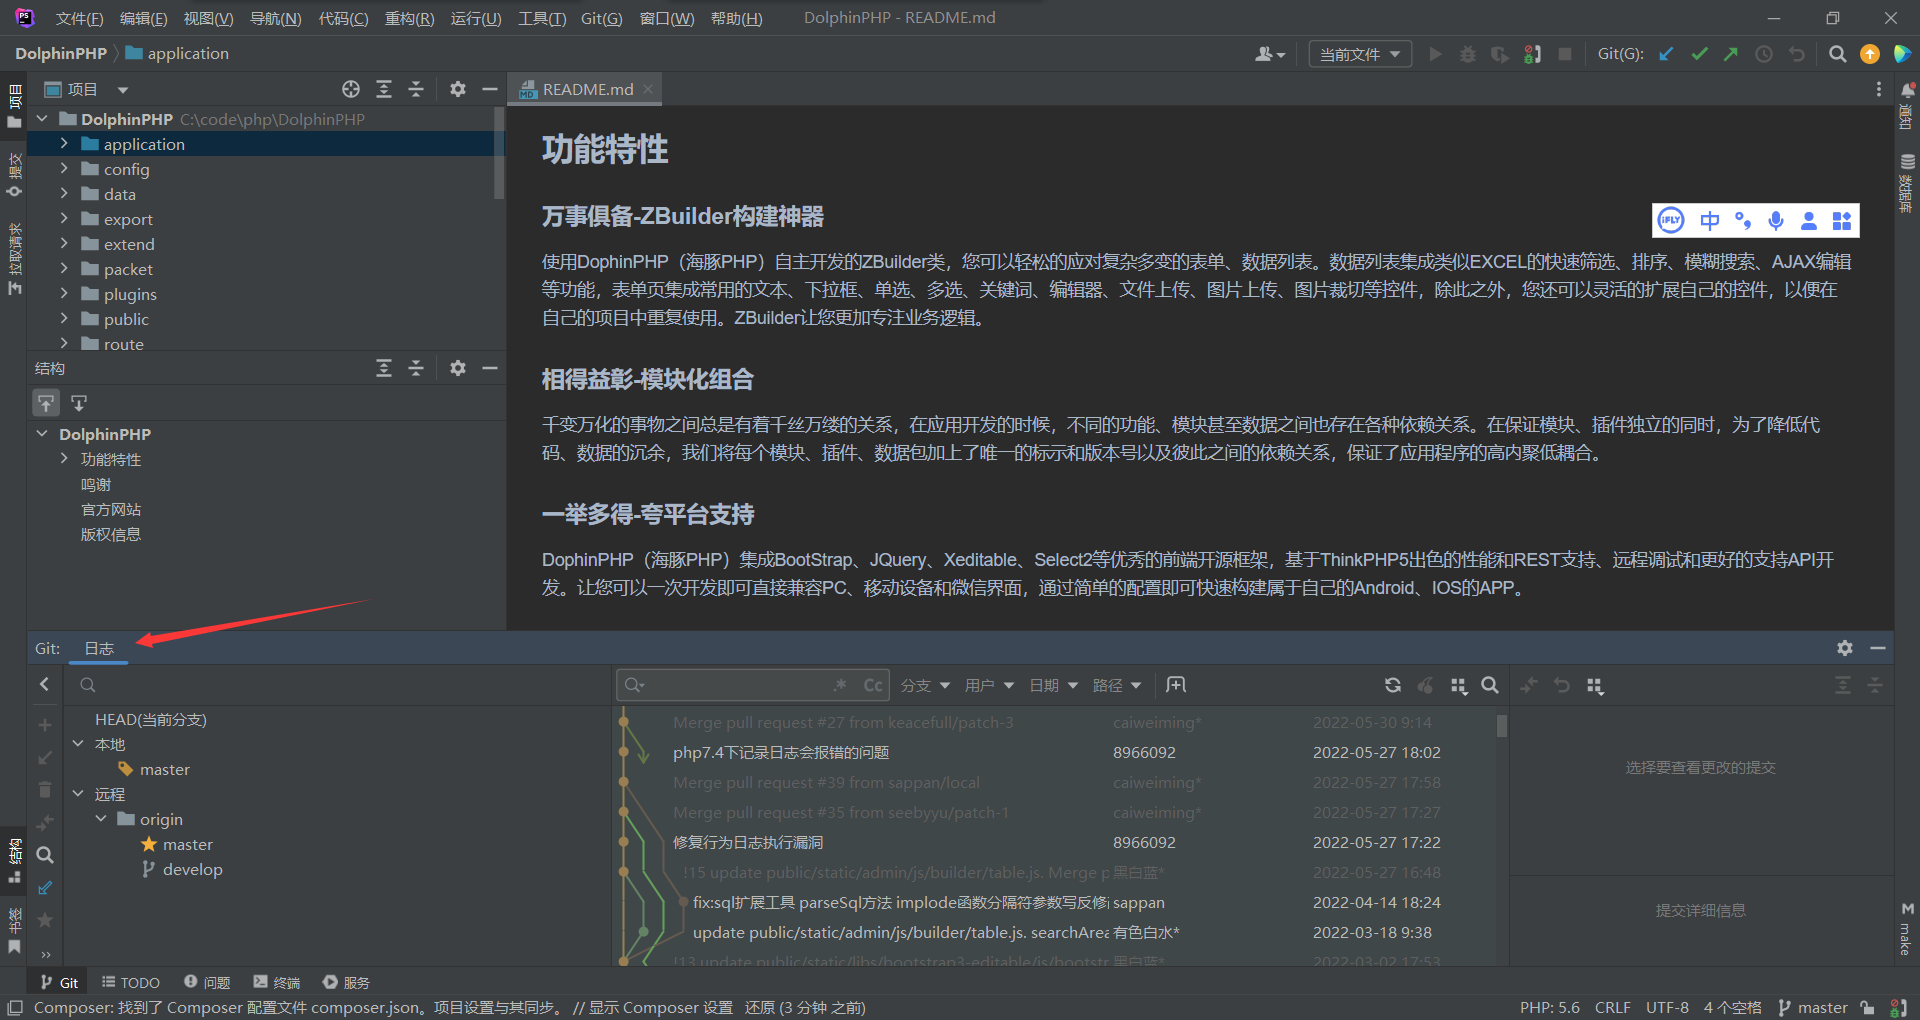 文件(F) 编辑(E) 视图(V) 导航(N) 代码(C) 重构(R) 运行(U) 工具(T) Git(G) 窗口(W) 帮助(H) DolphinPHP - README.md
DolphinPHP application 当前文件 Git(G):
项目 README.md
DolphinPHP C:\code\php\DolphinPHP
application
config
data
export
extend
packet
plugins
public
route
结构
DolphinPHP
功能特性
鸣谢
官方网站
版权信息
项目
提交
拉取请求
结构
书签
功能特性
万事俱备-ZBuilder构建神器
使用DophinPHP（海豚PHP）自主开发的ZBuilder类，您可以轻松的应对复杂多变的表单、数据列表。数据列表集成类似EXCEL的快速筛选、排序、模糊搜索、AJAX编辑
等功能，表单页集成常用的文本、下拉框、单选、多选、关键词、编辑器、文件上传、图片上传、图片裁切等控件，除此之外，您还可以灵活的扩展自己的控件，以便在
自己的项目中重复使用。ZBuilder让您更加专注业务逻辑。
相得益彰-模块化组合
千变万化的事物之间总是有着千丝万缕的关系，在应用开发的时候，不同的功能、模块甚至数据之间也存在各种依赖关系。在保证模块、插件独立的同时，为了降低代
码、数据的沉余，我们将每个模块、插件、数据包加上了唯一的标示和版本号以及彼此之间的依赖关系，保证了应用程序的高内聚低耦合。
一举多得-夸平台支持
DophinPHP（海豚PHP）集成BootStrap、JQuery、Xeditable、Select2等优秀的前端开源框架，基于ThinkPHP5出色的性能和REST支持、远程调试和更好的支持API开
发。让您可以一次开发即可直接兼容PC、移动设备和微信界面，通过简单的配置即可快速构建属于自己的Android、IOS的APP。
iFLY 中
通知
数据库
make
Git: 日志
.* Cc 分支 用户 日期 路径
HEAD(当前分支)
本地
master
远程
origin
master
develop
Merge pull request #27 from keacefull/patch-3 caiweiming* 2022-05-30 9:14
php7.4下记录日志会报错的问题 8966092 2022-05-27 18:02
Merge pull request #39 from sappan/local caiweiming* 2022-05-27 17:58
Merge pull request #35 from seebyyu/patch-1 caiweiming* 2022-05-27 17:27
修复行为日志执行漏洞 8966092 2022-05-27 17:22
!15 update public/static/admin/js/builder/table.js. Merge p 黑白蓝* 2022-05-27 16:48
fix:sql扩展工具 parseSql方法 implode函数分隔符参数写反修 sappan 2022-04-14 18:24
update public/static/admin/js/builder/table.js. searchArea 有色白水* 2022-03-18 9:38
!13 update public/static/libs/bootstrap3-editable/js/bootstr 黑白蓝* 2022-03-02 17:53
选择要查看更改的提交
提交详细信息
Git TODO 问题 终端 服务
Composer: 找到了 Composer 配置文件 composer.json。项目设置与其同步。 // 显示 Composer 设置 还原 (3 分钟 之前) PHP: 5.6 CRLF UTF-8 4 个空格 master